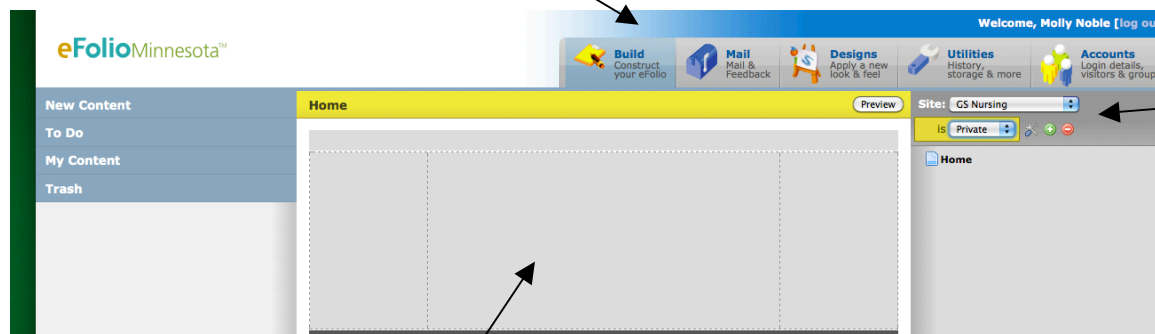 Welcome, Molly Noble [log ou
eFolioMinnesota™
Build
Construct
your eFolio
Mail
Mail &
Feedback
Designs
Apply a new
look & feel
Utilities
History,
storage & more
Accounts
Login details,
visitors & group
New Content
To Do
My Content
Trash
Home
Preview
Site: GS Nursing
is Private
Home